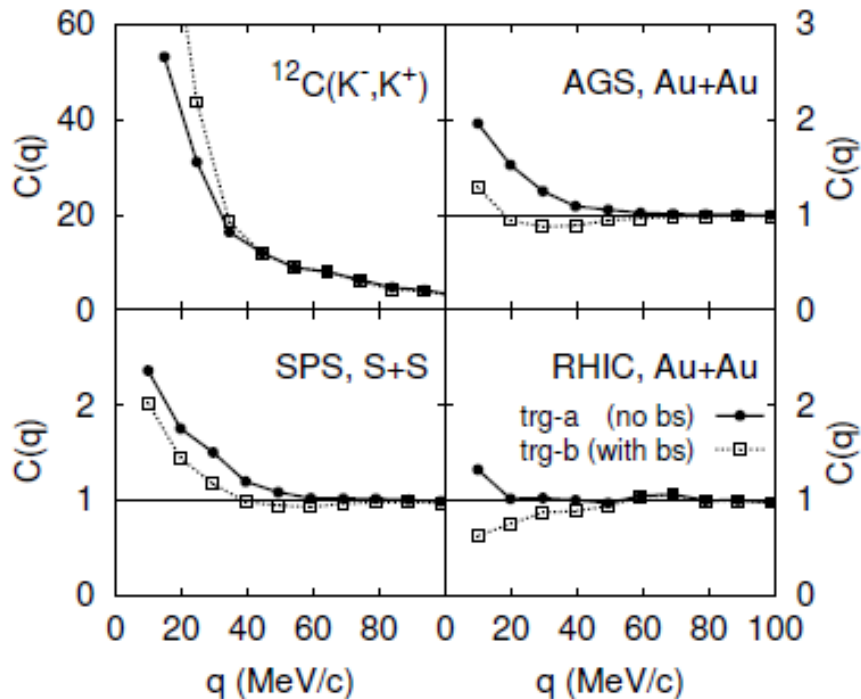 60
40
20
0
C(q)
¹²C(K⁻,K⁺)
AGS, Au+Au
3
2
1
0
C(q)
2
1
0
C(q)
SPS, S+S
RHIC, Au+Au
trg-a (no bs)
trg-b (with bs)
2
1
0
C(q)
0 20 40 60 80 0 20 40 60 80 100
q (MeV/c) q (MeV/c)